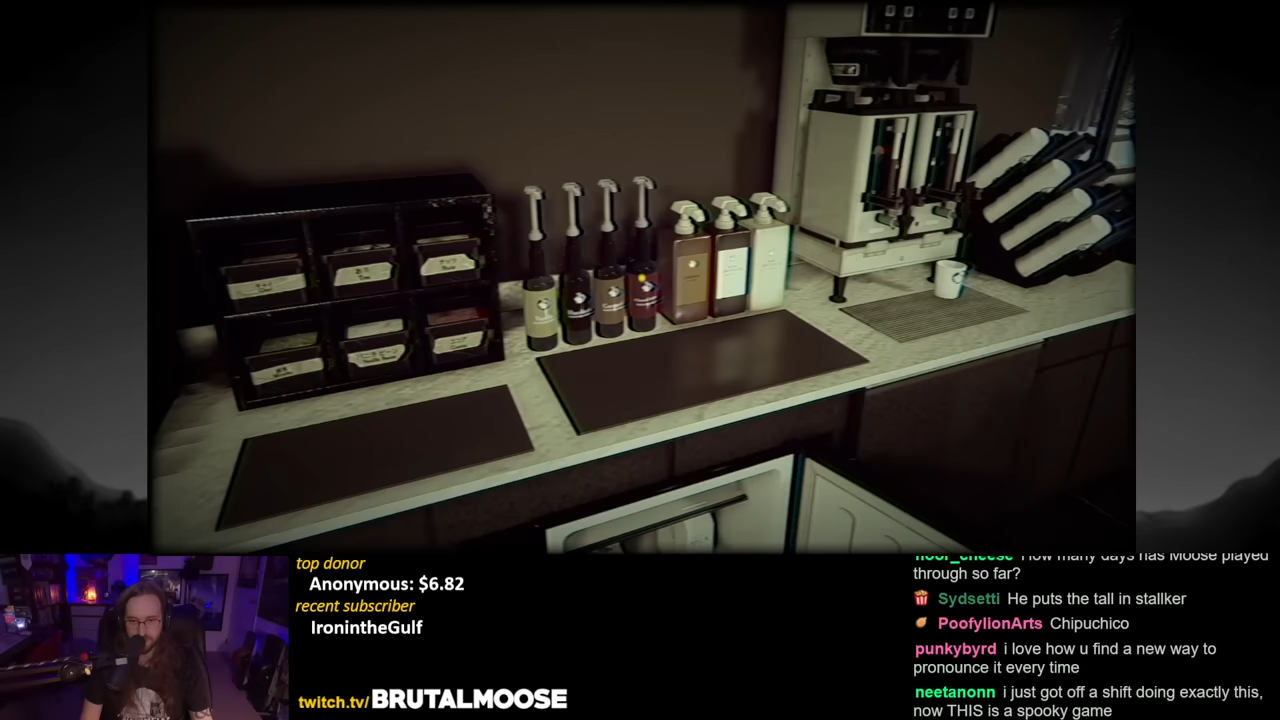 top donor
Anonymous: $6.82
recent subscriber
IronintheGulf
twitch.tv/BRUTALMOOSE
noor_cheese How many days has Moose played
through so far?
Sydsetti He puts the tall in stallker
PoofylionArts Chipuchico
punkybyrd i love how u find a new way to
pronounce it every time
neetanonn i just got off a shift doing exactly this,
now THIS is a spooky game